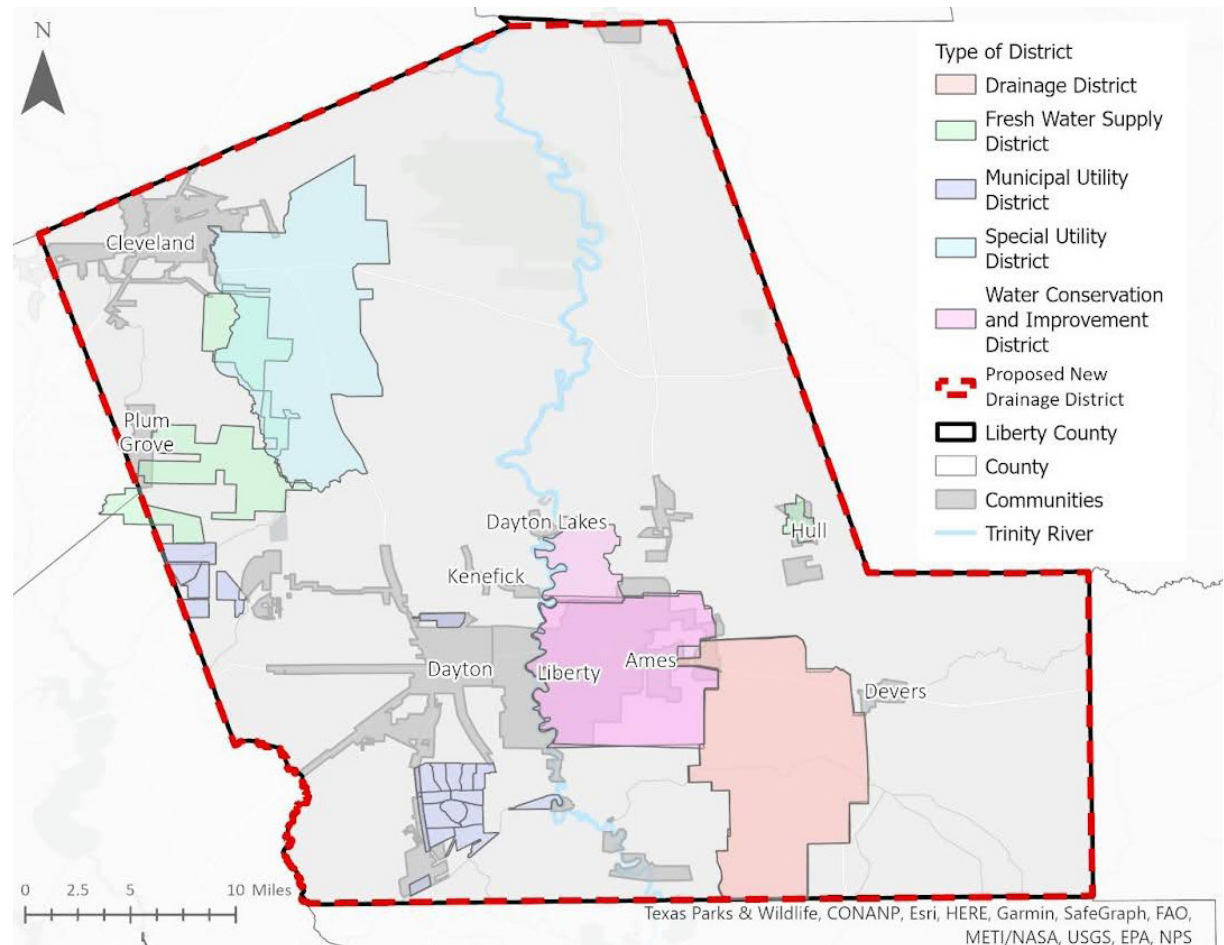 N
Type of District
Drainage District
Fresh Water Supply
District
Municipal Utility
District
Special Utility
District
Water Conservation
and Improvement
District
Proposed New
Drainage District
Liberty County
County
Communities
Trinity River
Cleveland
Plum
Grove
Dayton Lakes
Hull
Kenefick
Dayton
Liberty
Ames
Devers
0 2.5 5 10 Miles
Texas Parks & Wildlife, CONANP, Esri, HERE, Garmin, SafeGraph, FAO,
METI/NASA, USGS, EPA, NPS